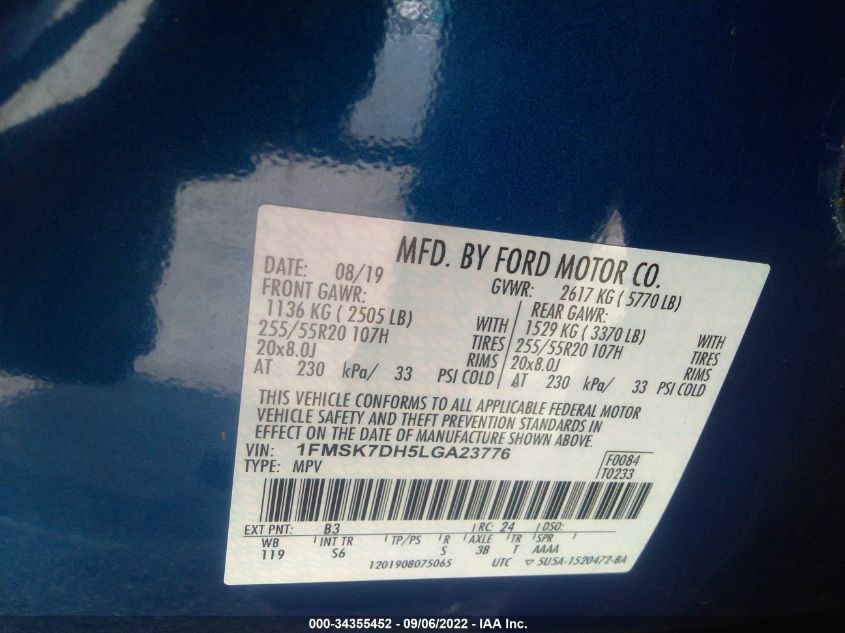 MFD. BY FORD MOTOR CO.
DATE: 08/19
GVWR: 2617 KG ( 5770 LB)
FRONT GAWR:
1136 KG ( 2505 LB)
255/55R20 107H
20x8.0J
AT 230 kPa/ 33
WITH
TIRES
RIMS
PSI COLD
REAR GAWR:
1529 KG ( 3370 LB)
255/55R20 107H
20x8.0J
AT 230 kPa/ 33
WITH
TIRES
RIMS
PSI COLD
THIS VEHICLE CONFORMS TO ALL APPLICABLE FEDERAL MOTOR
VEHICLE SAFETY AND THEFT PREVENTION STANDARDS IN
EFFECT ON THE DATE OF MANUFACTURE SHOWN ABOVE.
VIN: 1FMSK7DH5LGA23776
TYPE: MPV
F0084
T0233
EXT PNT: B3 RC: 24 DSO:
WB INT TR TP/PS R AXLE TR SPR
119 S6 S 3B T AAAA
1201908075065 UTC ▽ 5U5A-1520472-BA
000-34355452 - 09/06/2022 - IAA Inc.